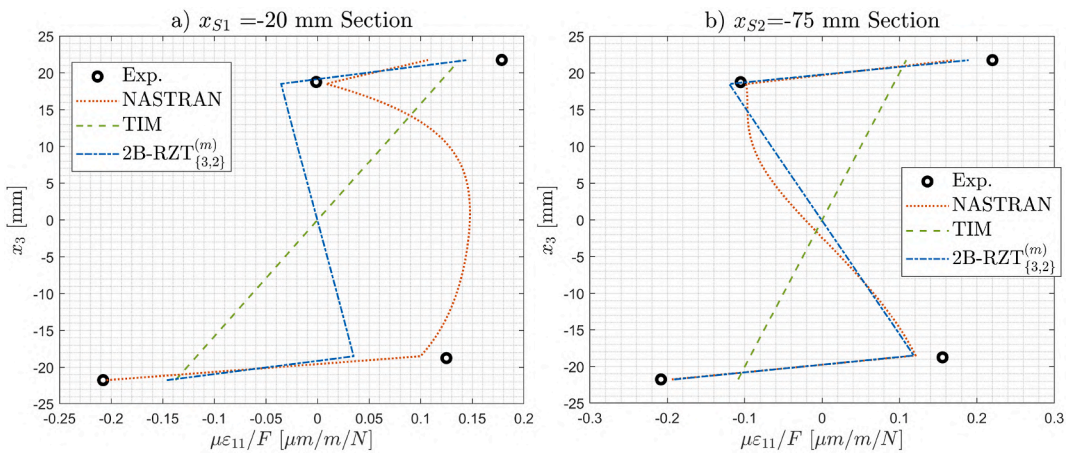 a) x_{S1} =-20 mm Section
25
20
15
10
5
0
-5
-10
-15
-20
-25
x_3 [mm]
Exp.
NASTRAN
TIM
2B-RZT^{(m)}_{\{3,2\}}
-0.25 -0.2 -0.15 -0.1 -0.05 0 0.05 0.1 0.15 0.2
με_{11}/F [μm/m/N]
b) x_{S2}=-75 mm Section
25
20
15
10
5
0
-5
-10
-15
-20
-25
x_3 [mm]
Exp.
NASTRAN
TIM
2B-RZT^{(m)}_{\{3,2\}}
-0.3 -0.2 -0.1 0 0.1 0.2 0.3
με_{11}/F [μm/m/N]